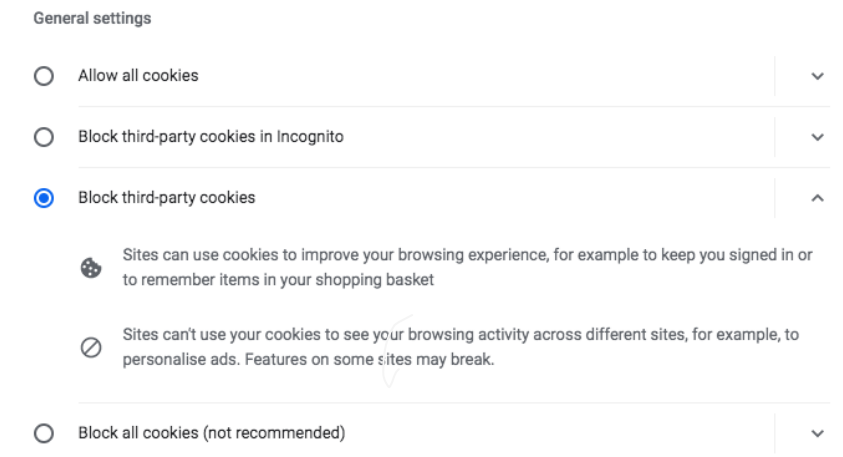 General settings
Allow all cookies
Block third-party cookies in Incognito
Block third-party cookies
Sites can use cookies to improve your browsing experience, for example to keep you signed in or
to remember items in your shopping basket
Sites can't use your cookies to see your browsing activity across different sites, for example, to
personalise ads. Features on some sites may break.
Block all cookies (not recommended)